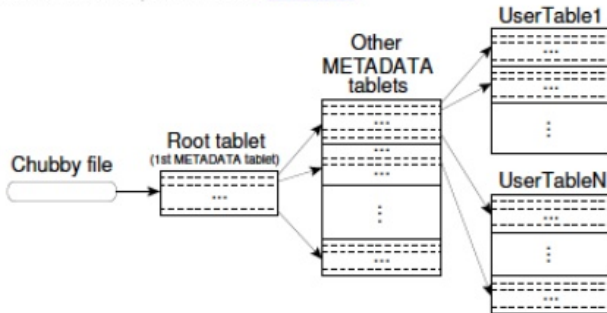 UserTable1
Other
METADATA
tablets
Root tablet
(1st METADATA tablet)
Chubby file
UserTableN